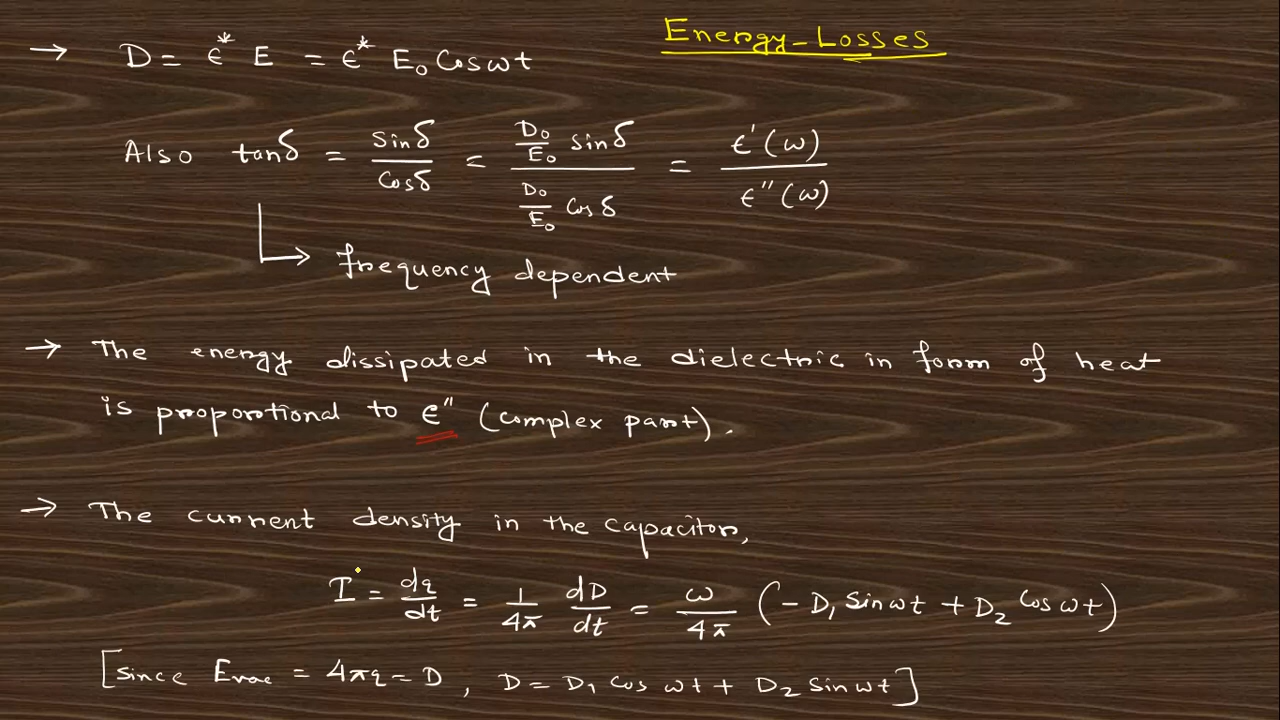 Energy-Losses
→ D = ϵ* E = ϵ* E₀ Cos ωt
Also tanδ = sinδ / Cosδ = (D₀/E₀ sinδ) / (D₀/E₀ Cos δ) = ϵ'(ω) / ϵ''(ω)
↳ frequency dependent
→ The energy dissipated in the dielectric in form of heat
is proportional to ϵ'' (complex part).
→ The current density in the capacitor,
I = dq/dt = 1/4π dD/dt = ω/4π (- D₁ Sin ωt + D₂ Cos ωt)
[since Evac = 4πq = D , D = D₁ Cos ωt + D₂ Sin ωt]